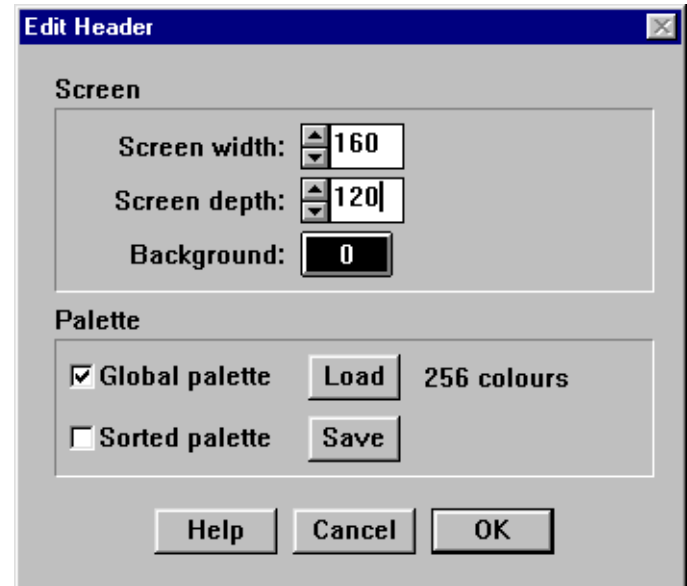 Edit Header
Screen
Screen width: 160
Screen depth: 120
Background: 0
Palette
Global palette Load 256 colours
Sorted palette Save
Help Cancel OK